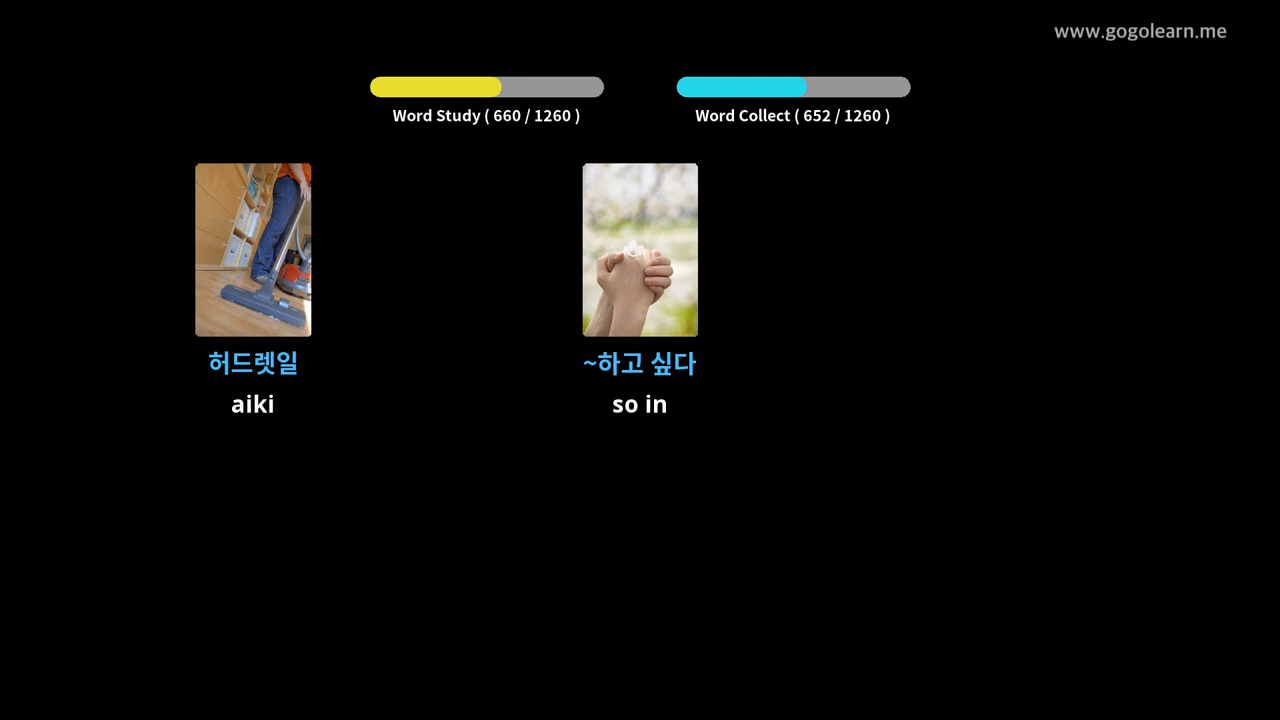 www.gogolearn.me
Word Study ( 660 / 1260 )
Word Collect ( 652 / 1260 )
허드렛일
aiki
~하고 싶다
so in